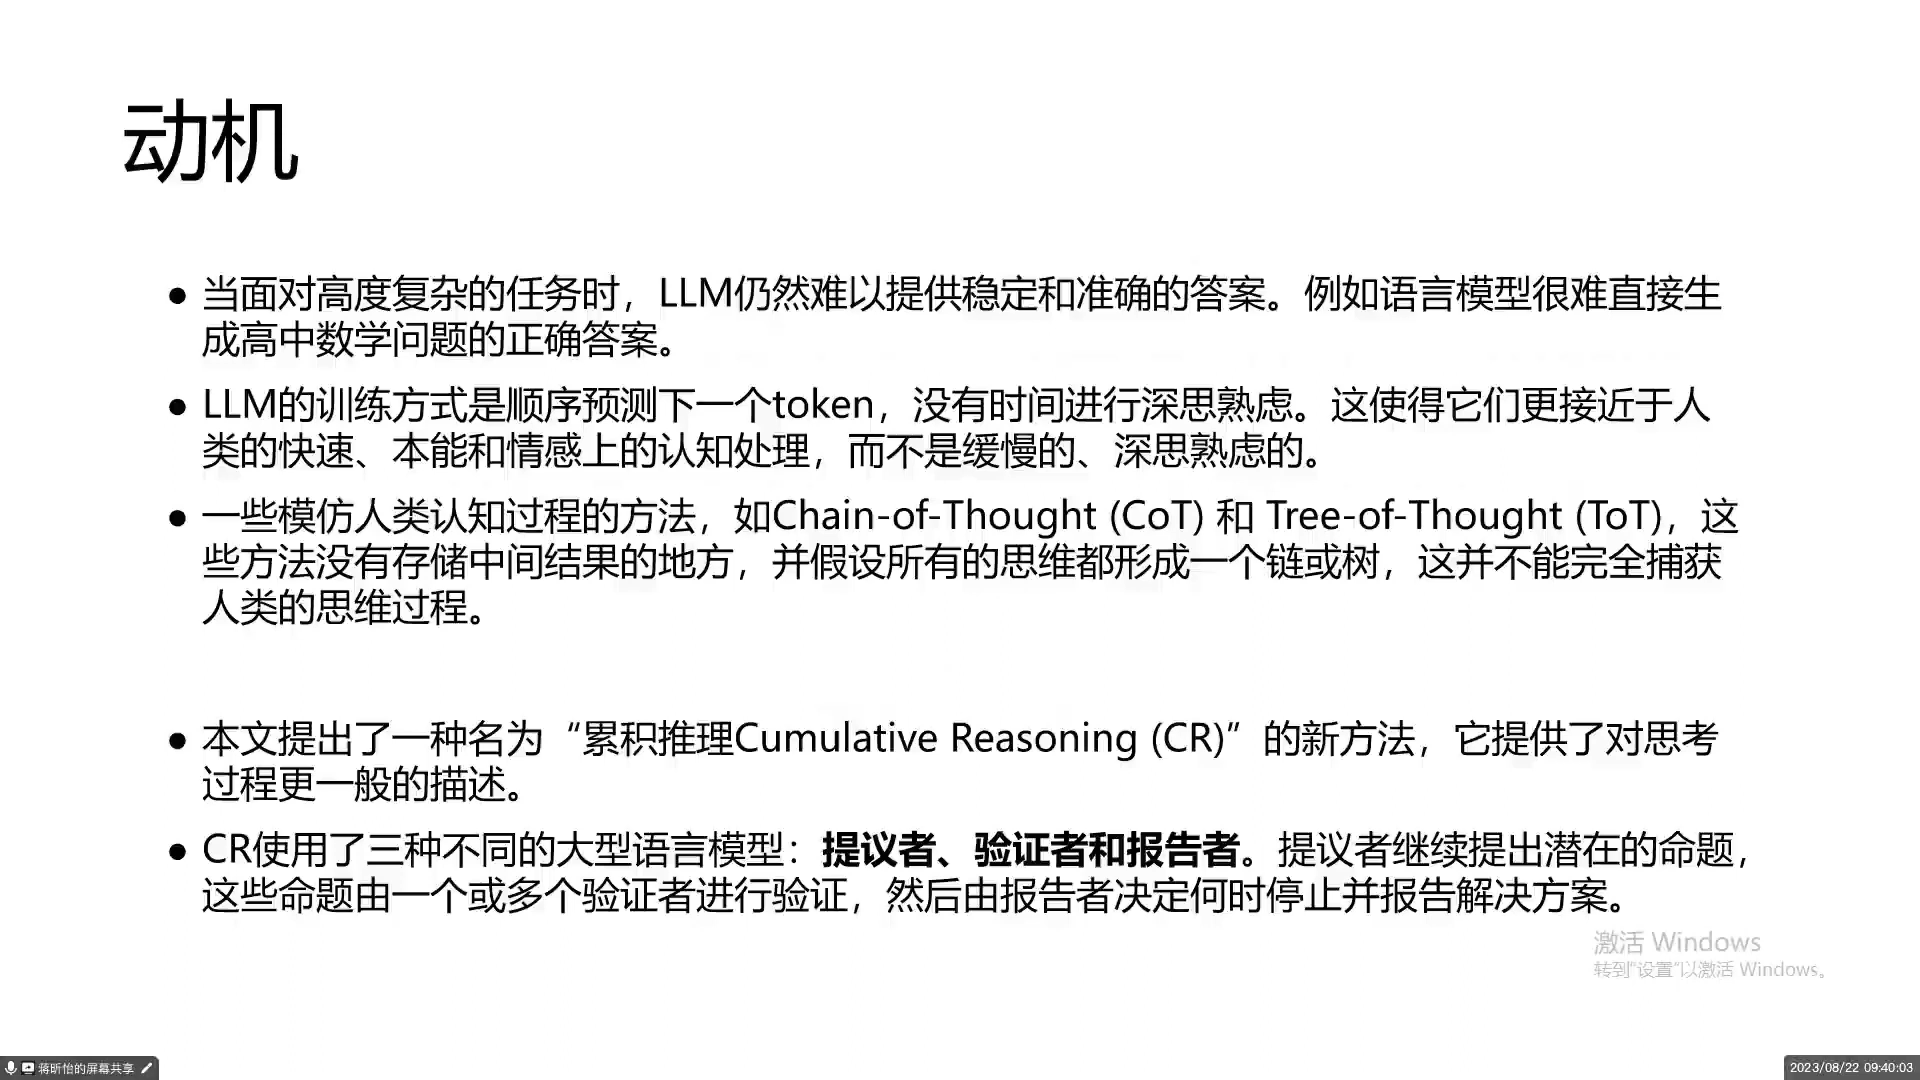 动机
● 当面对高度复杂的任务时，LLM仍然难以提供稳定和准确的答案。例如语言模型很难直接生
成高中数学问题的正确答案。
● LLM的训练方式是顺序预测下一个token，没有时间进行深思熟虑。这使得它们更接近于人
类的快速、本能和情感上的认知处理，而不是缓慢的、深思熟虑的。
● 一些模仿人类认知过程的方法，如Chain-of-Thought (CoT) 和 Tree-of-Thought (ToT)，这
些方法没有存储中间结果的地方，并假设所有的思维都形成一个链或树，这并不能完全捕获
人类的思维过程。
● 本文提出了一种名为“累积推理Cumulative Reasoning (CR)”的新方法，它提供了对思考
过程更一般的描述。
● CR使用了三种不同的大型语言模型：提议者、验证者和报告者。提议者继续提出潜在的命题，
这些命题由一个或多个验证者进行验证，然后由报告者决定何时停止并报告解决方案。
激活 Windows
转到"设置"以激活 Windows。
蒋昕怡的屏幕共享
2023/08/22 09:40:03